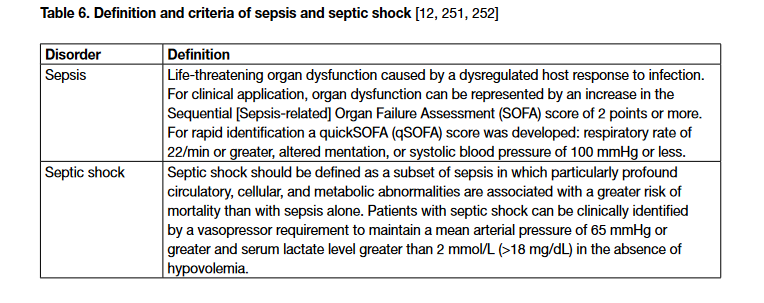 Table 6. Definition and criteria of sepsis and septic shock [12, 251, 252]
Disorder Definition
Sepsis Life-threatening organ dysfunction caused by a dysregulated host response to infection.
For clinical application, organ dysfunction can be represented by an increase in the
Sequential [Sepsis-related] Organ Failure Assessment (SOFA) score of 2 points or more.
For rapid identification a quickSOFA (qSOFA) score was developed: respiratory rate of
22/min or greater, altered mentation, or systolic blood pressure of 100 mmHg or less.
Septic shock Septic shock should be defined as a subset of sepsis in which particularly profound
circulatory, cellular, and metabolic abnormalities are associated with a greater risk of
mortality than with sepsis alone. Patients with septic shock can be clinically identified
by a vasopressor requirement to maintain a mean arterial pressure of 65 mmHg or
greater and serum lactate level greater than 2 mmol/L (>18 mg/dL) in the absence of
hypovolemia.